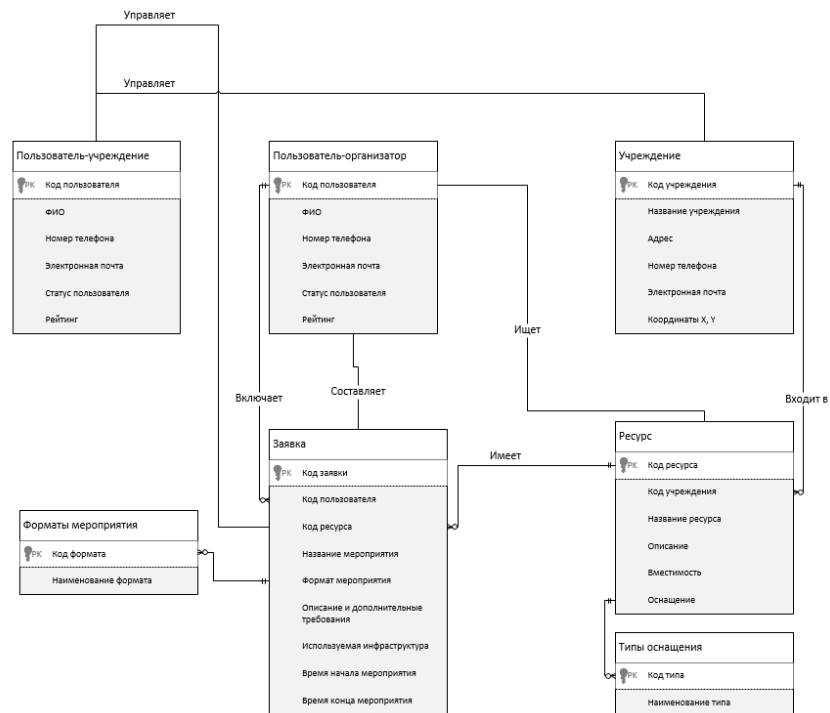 Управляет
Управляет
Пользователь-учреждение
PK Код пользователя
ФИО
Номер телефона
Электронная почта
Статус пользователя
Рейтинг
Пользователь-организатор
PK Код пользователя
ФИО
Номер телефона
Электронная почта
Статус пользователя
Рейтинг
Учреждение
PK Код учреждения
Название учреждения
Адрес
Номер телефона
Электронная почта
Координаты X, Y
Ищет
Включает
Составляет
Входит в
Заявка
PK Код заявки
Код пользователя
Код ресурса
Название мероприятия
Формат мероприятия
Описание и дополнительные
требования
Используемая инфраструктура
Время начала мероприятия
Время конца мероприятия
Имеет
Ресурс
PK Код ресурса
Код учреждения
Название ресурса
Описание
Вместимость
Оснащение
Форматы мероприятия
PK Код формата
Наименование формата
Типы оснащения
PK Код типа
Наименование типа